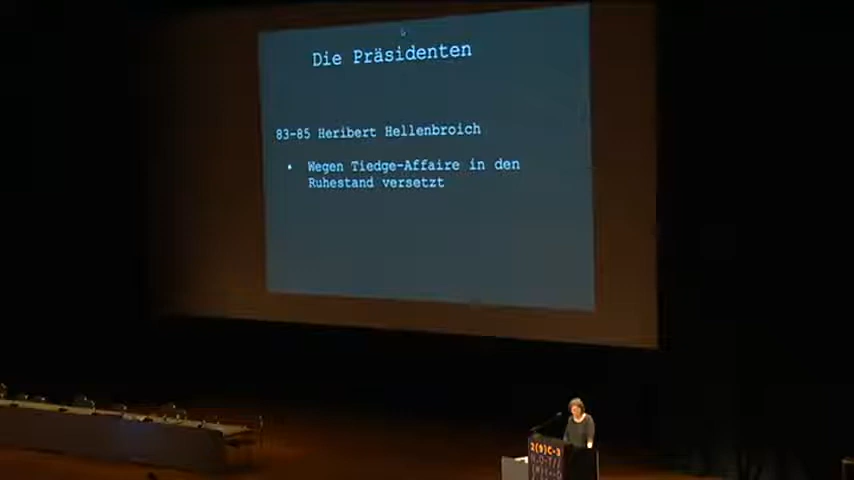 Die Präsidenten
83-85 Heribert Hellenbroich
• Wegen Tiedge-Affaire in den
Ruhestand versetzt